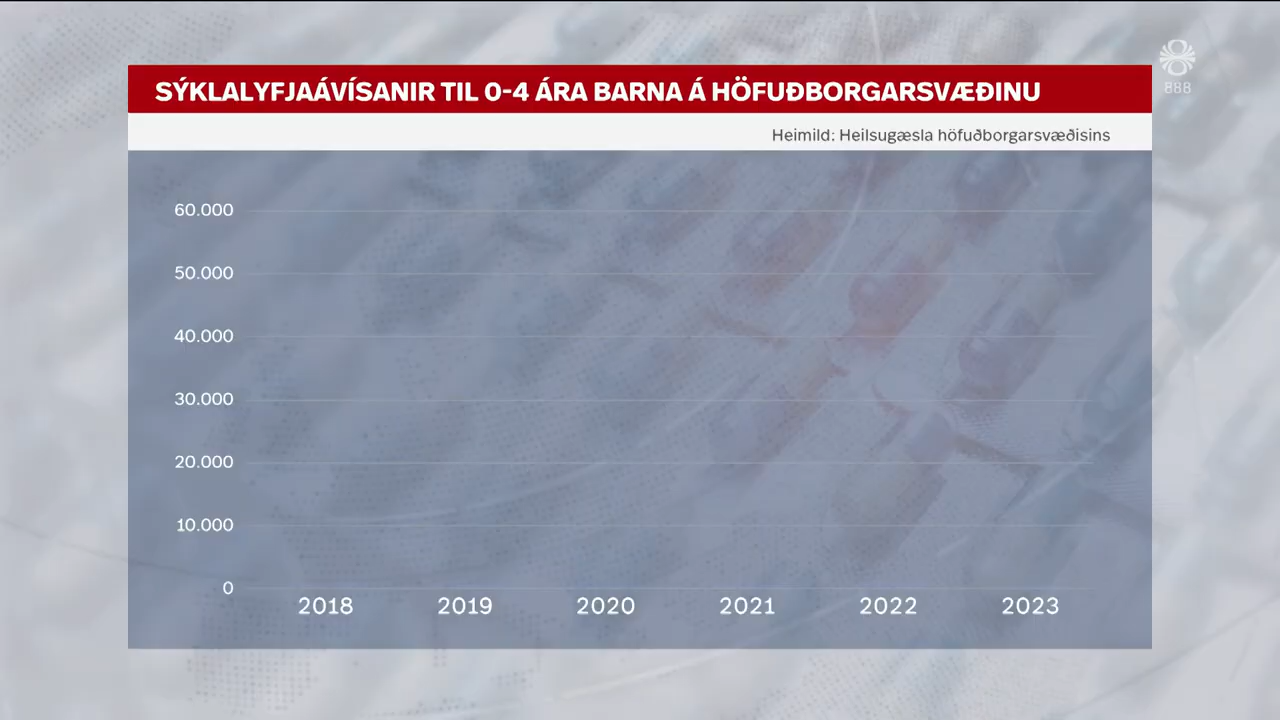 SÝKLALYFJAÁVÍSANIR TIL 0-4 ÁRA BARNA Á HÖFUÐBORGARSVÆÐINU
888
Heimild: Heilsugæsla höfuðborgarsvæðisins
60.000
50.000
40.000
30.000
20.000
10.000
0
2018 2019 2020 2021 2022 2023